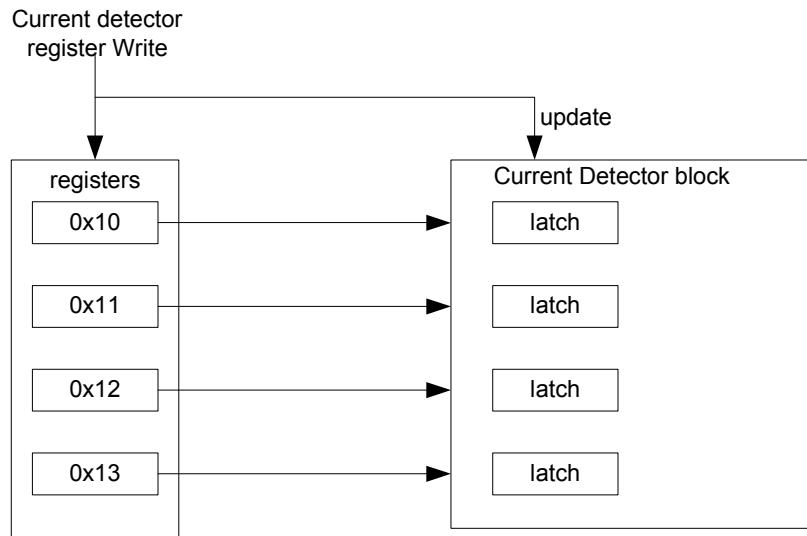 Current detector
register Write
update
registers
Current Detector block
0x10
latch
0x11
latch
0x12
latch
0x13
latch